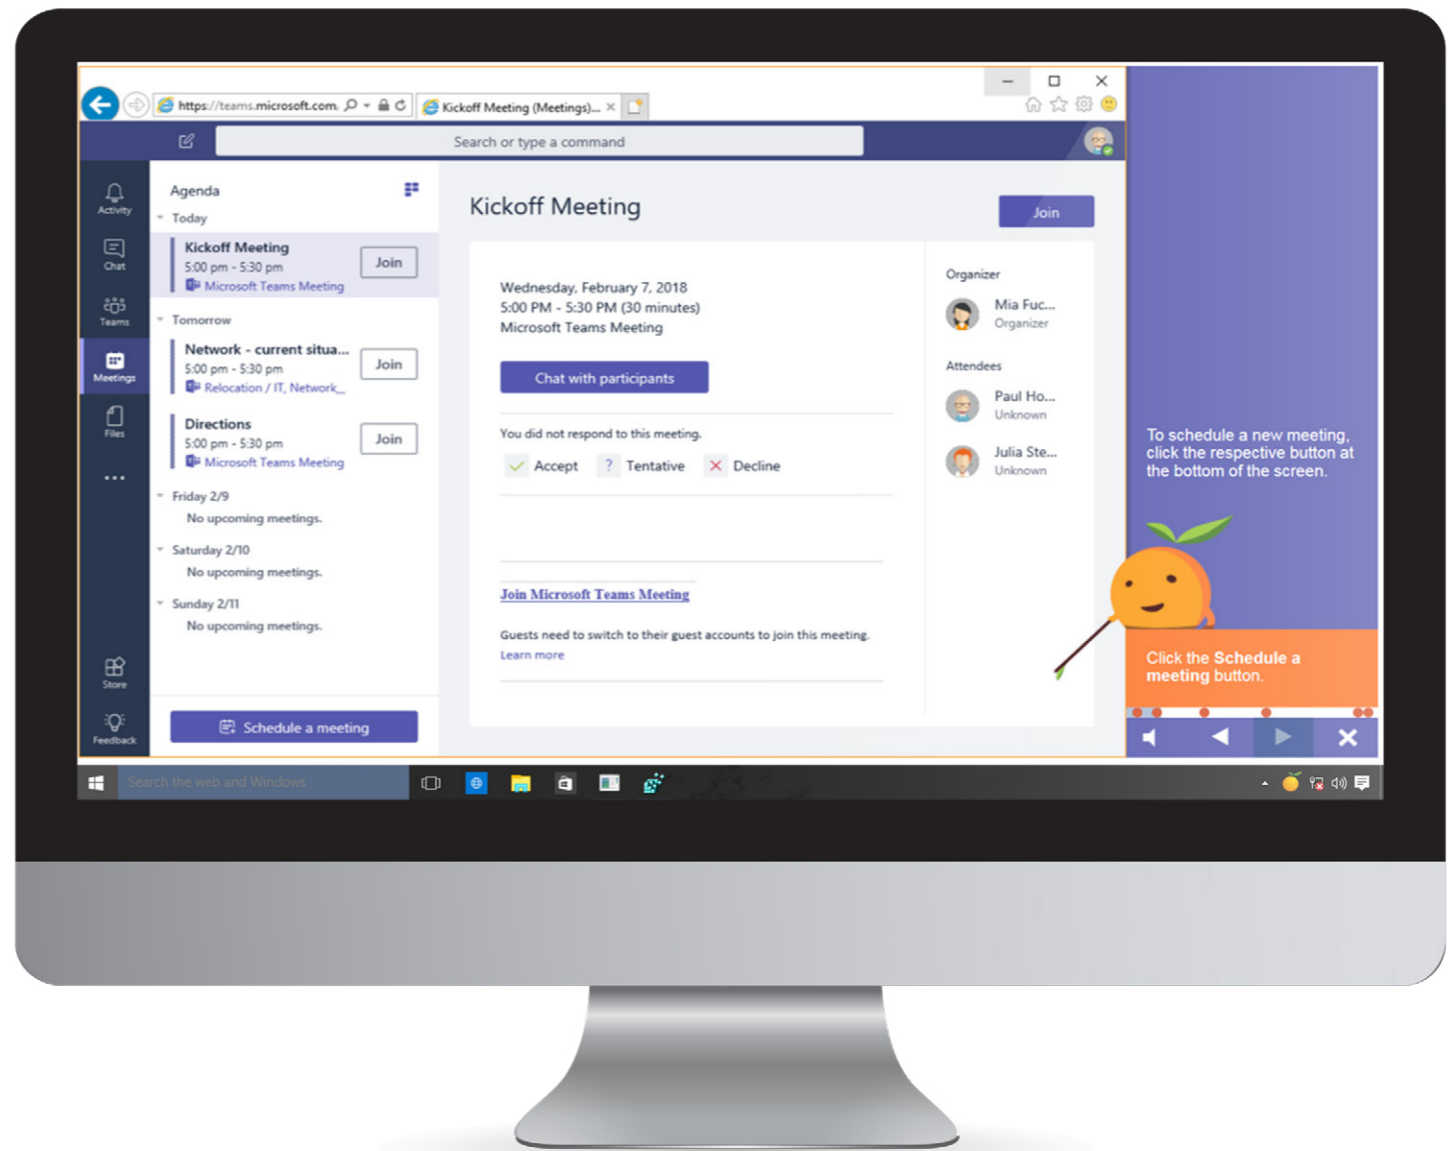 https://teams.microsoft.com.
Kickoff Meeting (Meetings)...
Search or type a command
Activity
Chat
Teams
Meetings
Files
Store
Feedback
Agenda
Today
Kickoff Meeting
5:00 pm - 5:30 pm
Microsoft Teams Meeting
Join
Tomorrow
Network - current situa...
5:00 pm - 5:30 pm
Relocation / IT, Network,...
Join
Directions
5:00 pm - 5:30 pm
Microsoft Teams Meeting
Join
Friday 2/9
No upcoming meetings.
Saturday 2/10
No upcoming meetings.
Sunday 2/11
No upcoming meetings.
Schedule a meeting
Kickoff Meeting
Join
Wednesday, February 7, 2018
5:00 PM - 5:30 PM (30 minutes)
Microsoft Teams Meeting
Chat with participants
You did not respond to this meeting.
Accept ? Tentative Decline
Join Microsoft Teams Meeting
Guests need to switch to their guest accounts to join this meeting.
Learn more
Organizer
Mia Fuc...
Organizer
Attendees
Paul Ho...
Unknown
Julia Ste...
Unknown
To schedule a new meeting,
click the respective button at
the bottom of the screen.
Click the Schedule a
meeting button.
Search the web and Windows